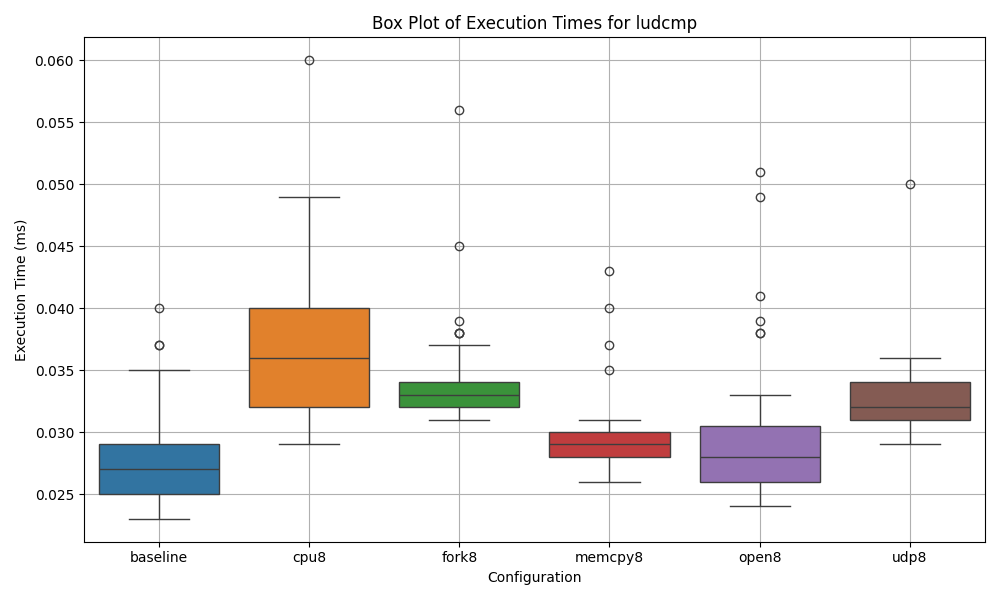 Box Plot of Execution Times for ludcmp
0.060
0.055
0.050
0.045
0.040
0.035
0.030
0.025
Execution Time (ms)
baseline
cpu8
fork8
memcpy8
open8
udp8
Configuration